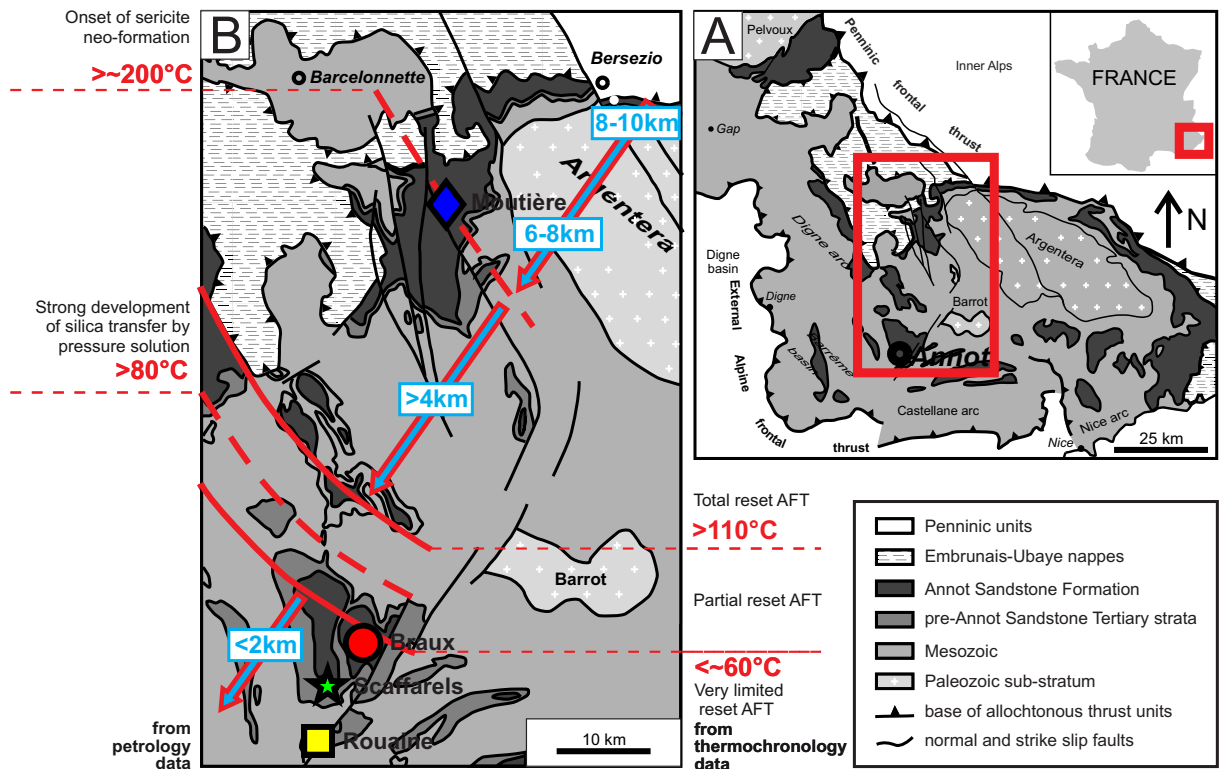 Onset of sericite
neo-formation
>~200°C
Strong development
of silica transfer by
pressure solution
>80°C
from
petrology
data
B
Barcelonnette
Bersezio
8-10km
Argentera
Moutière
6-8km
>4km
Barrot
<2km
Braux
Scaffarels
Rouaine
10 km
A
Pelvoux
Penninic
frontal
thrust
Inner Alps
FRANCE
Gap
N
Digne arc
Argentera
Digne
basin
External
Digne
Barrot
Barrême
basin
Annot
Alpine
Castellane arc
Nice arc
frontal
thrust
Nice
25 km
Total reset AFT
>110°C
Partial reset AFT
<~60°C
Very limited
reset AFT
from
thermochronology
data
Penninic units
Embrunais-Ubaye nappes
Annot Sandstone Formation
pre-Annot Sandstone Tertiary strata
Mesozoic
Paleozoic sub-stratum
base of allochtonous thrust units
normal and strike slip faults